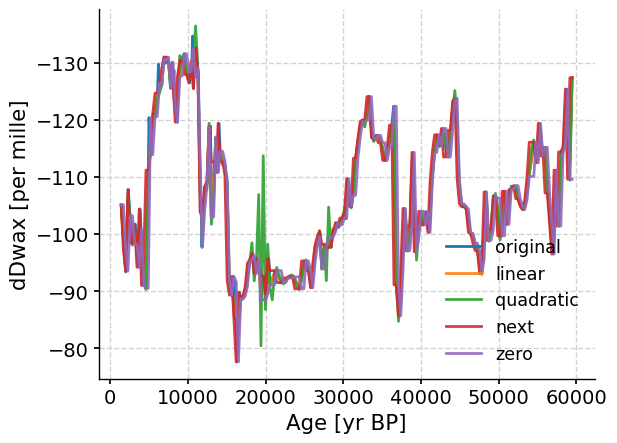 −130
−120
−110
−100
−90
−80
dDwax [per mille]
0 10000 20000 30000 40000 50000 60000
Age [yr BP]
original
linear
quadratic
next
zero